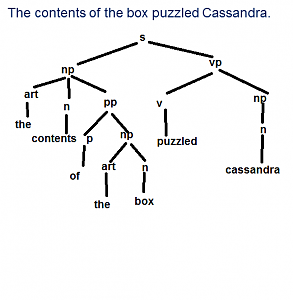 The contents of the box puzzled Cassandra.
s
np vp
art n pp v np
the contents p np puzzled n
of art n cassandra
the box